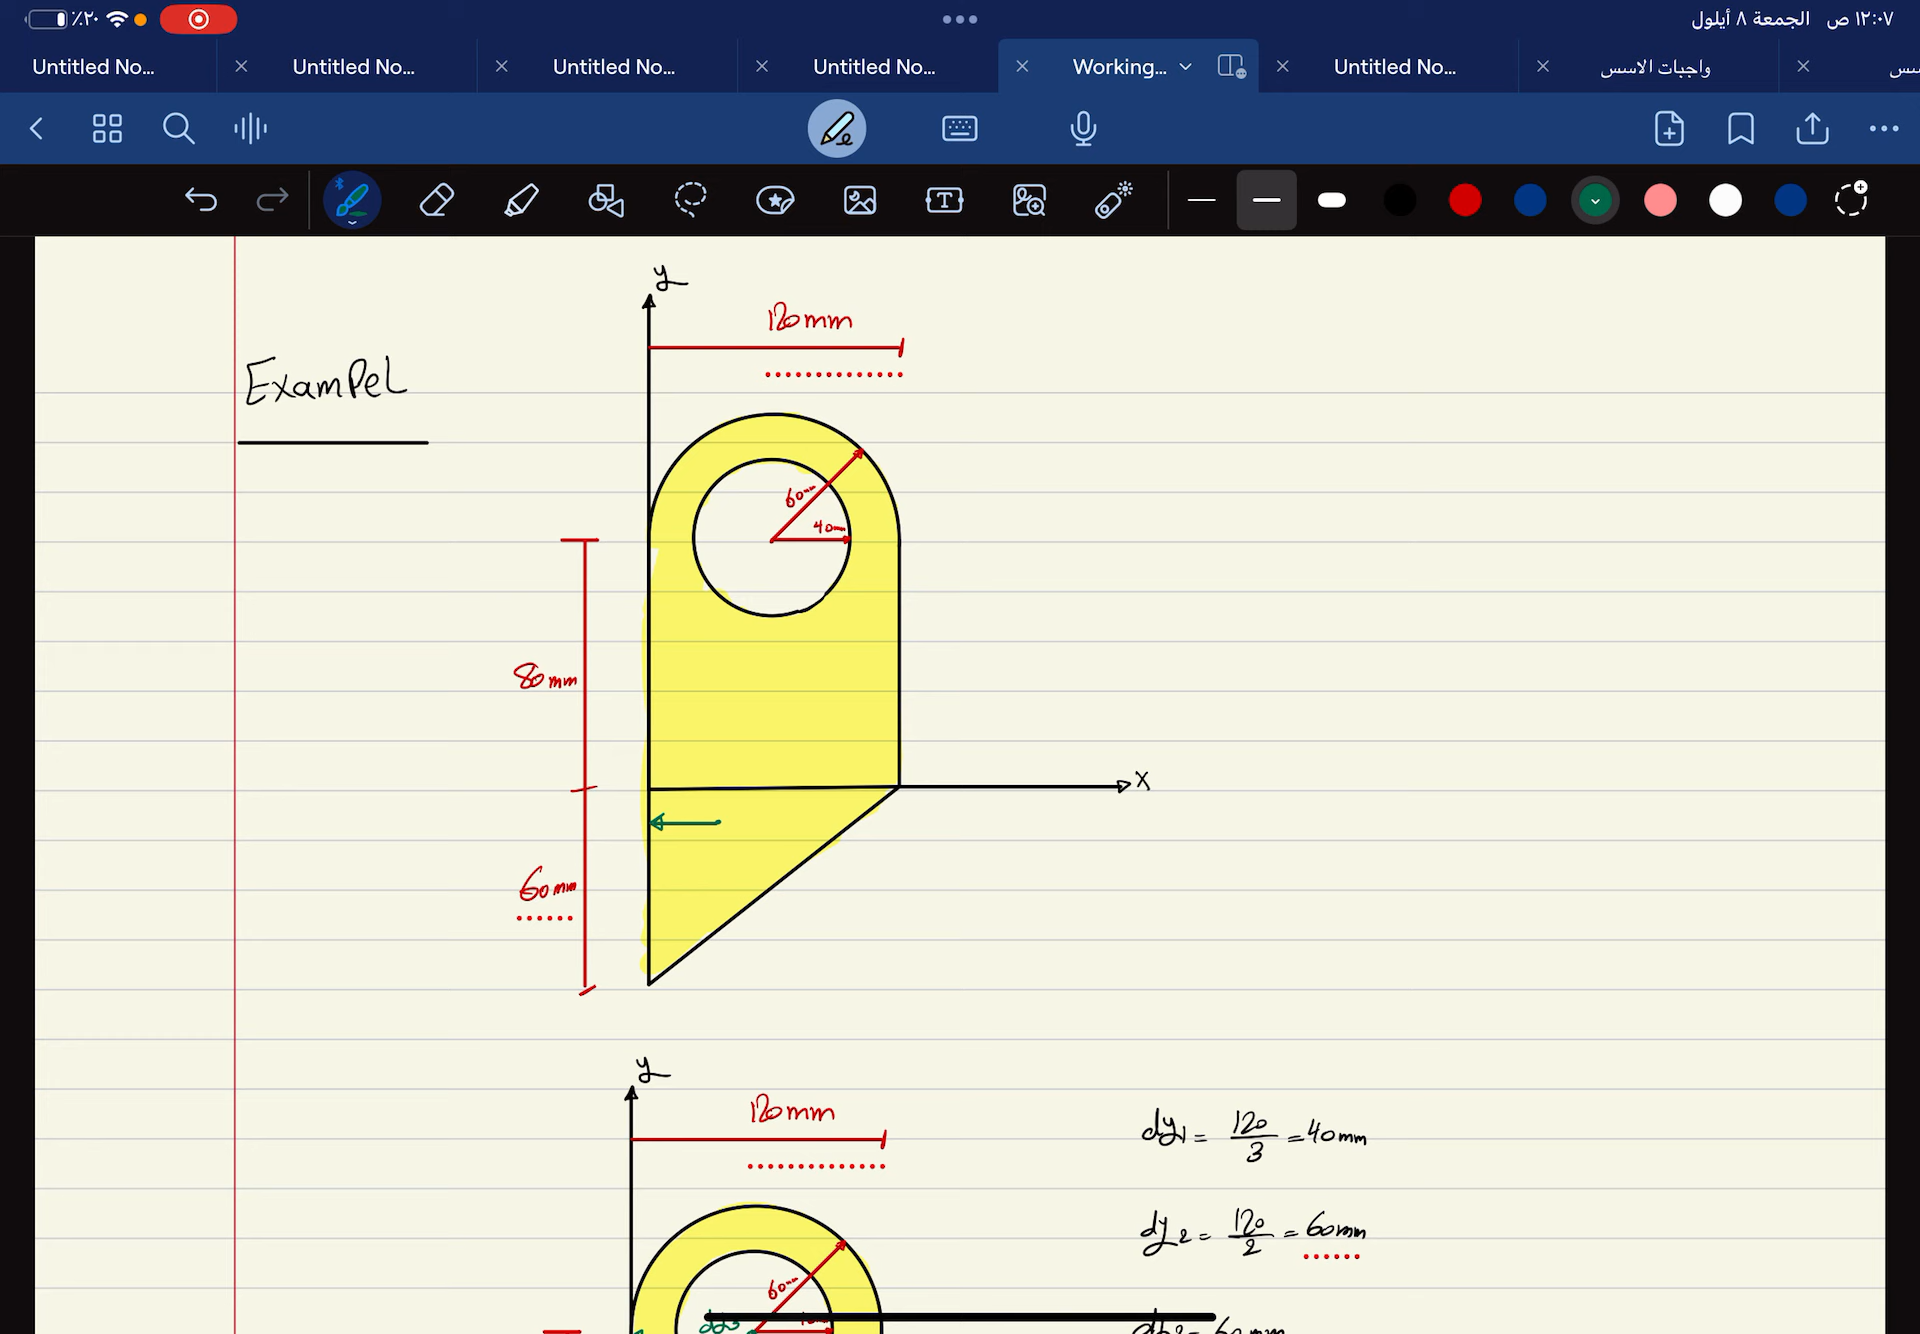 ٪٢٠
١٢:٠٧ ص الجمعة ٨ أيلول
Untitled No...
Untitled No...
Untitled No...
Untitled No...
Working...
Untitled No...
واجبات الاسس
y
120mm
Exampel
60mm
40mm
80mm
x
60mm
y
120mm
dy1 = 120/3 = 40mm
dy2 = 120/2 = 60mm
60mm